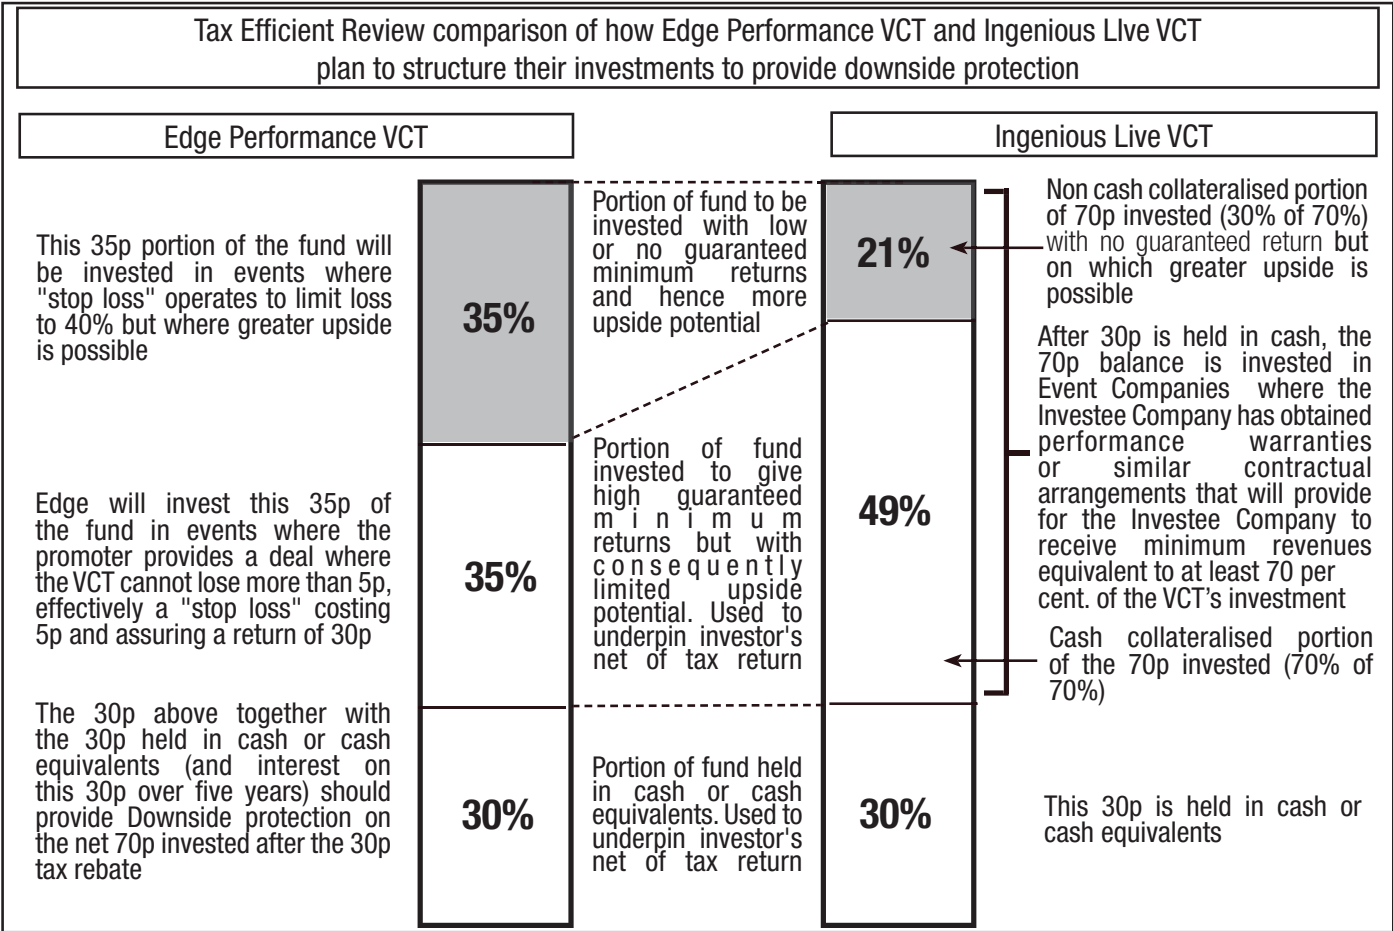 Tax Efficient Review comparison of how Edge Performance VCT and Ingenious LIve VCT
plan to structure their investments to provide downside protection
Edge Performance VCT
This 35p portion of the fund will
be invested in events where
"stop loss" operates to limit loss
to 40% but where greater upside
is possible
Edge will invest this 35p of
the fund in events where the
promoter provides a deal where
the VCT cannot lose more than 5p,
effectively a "stop loss" costing
5p and assuring a return of 30p
The 30p above together with
the 30p held in cash or cash
equivalents (and interest on
this 30p over five years) should
provide Downside protection on
the net 70p invested after the 30p
tax rebate
35%
35%
30%
Portion of fund to be
invested with low
or no guaranteed
minimum returns
and hence more
upside potential
Portion of fund
invested to give
high guaranteed
minimum
returns but with
consequently
limited upside
potential. Used to
underpin investor's
net of tax return
Portion of fund held
in cash or cash
equivalents. Used to
underpin investor's
net of tax return
Ingenious Live VCT
21%
49%
30%
Non cash collateralised portion
of 70p invested (30% of 70%)
with no guaranteed return but
on which greater upside is
possible
After 30p is held in cash, the
70p balance is invested in
Event Companies where the
Investee Company has obtained
performance warranties
or similar contractual
arrangements that will provide
for the Investee Company to
receive minimum revenues
equivalent to at least 70 per
cent. of the VCT's investment
Cash collateralised portion
of the 70p invested (70% of
70%)
This 30p is held in cash or
cash equivalents